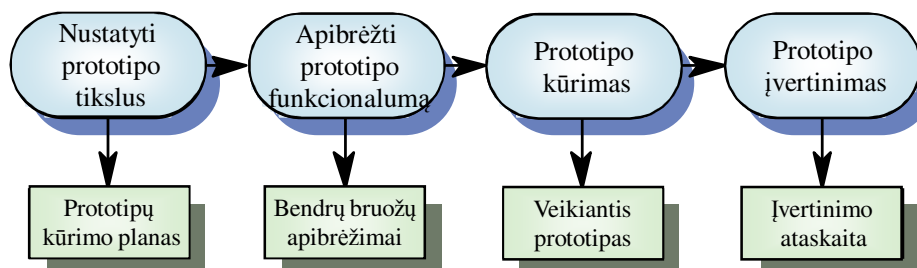 Nustatyti
prototipo
tikslus
Apibrėžti
prototipo
funkcionalumą
Prototipo
kūrimas
Prototipo
įvertinimas
Prototipų
kūrimo planas
Bendrų bruožų
apibrėžimai
Veikiantis
prototipas
Įvertinimo
ataskaita